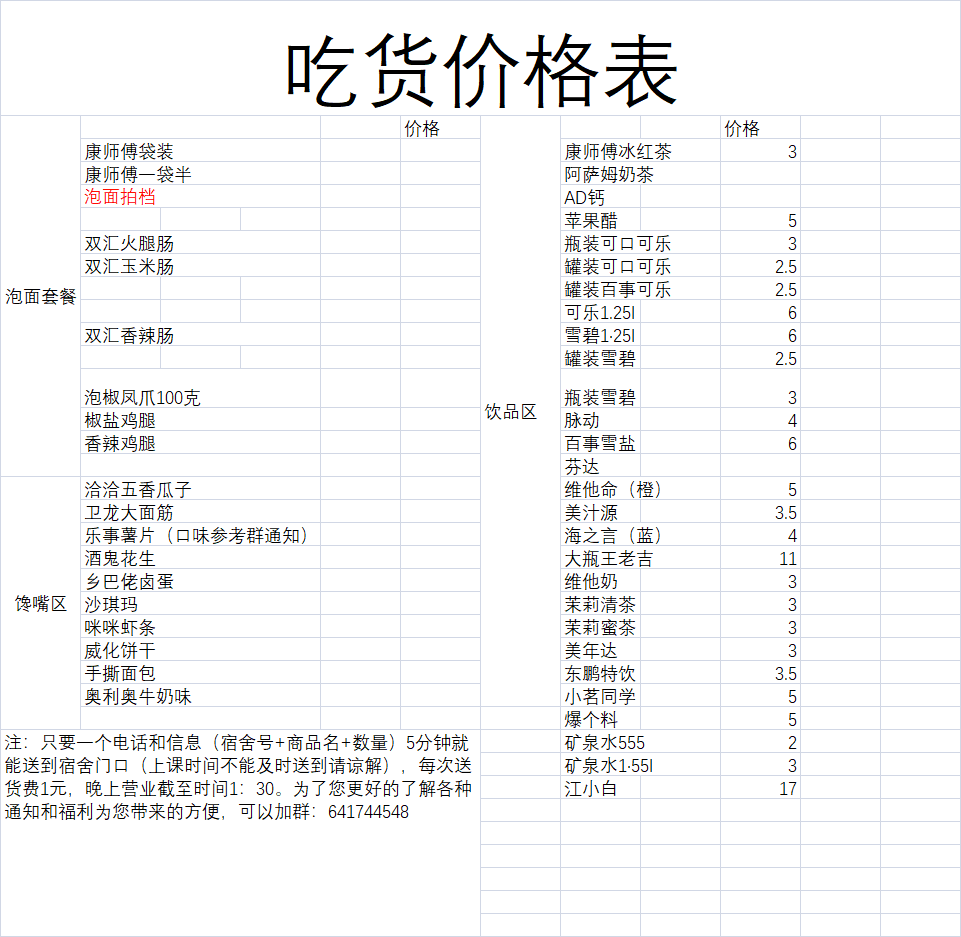 吃货价格表
价格
泡面套餐
康师傅袋装
康师傅一袋半
泡面拍档
双汇火腿肠
双汇玉米肠
双汇香辣肠
泡椒凤爪100克
椒盐鸡腿
香辣鸡腿
馋嘴区
洽洽五香瓜子
卫龙大面筋
乐事薯片（口味参考群通知）
酒鬼花生
乡巴佬卤蛋
沙琪玛
咪咪虾条
威化饼干
手撕面包
奥利奥牛奶味
注：只要一个电话和信息（宿舍号+商品名+数量）5分钟就
能送到宿舍门口（上课时间不能及时送到请谅解），每次送
货费1元，晚上营业截至时间1：30。为了您更好的了解各种
通知和福利为您带来的方便，可以加群：641744548
价格
饮品区
康师傅冰红茶 3
阿萨姆奶茶
AD钙
苹果醋 5
瓶装可口可乐 3
罐装可口可乐 2.5
罐装百事可乐 2.5
可乐1.25l 6
雪碧1·25l 6
罐装雪碧 2.5
瓶装雪碧 3
脉动 4
百事雪盐 6
芬达
维他命（橙） 5
美汁源 3.5
海之言（蓝） 4
大瓶王老吉 11
维他奶 3
茉莉清茶 3
茉莉蜜茶 3
美年达 3
东鹏特饮 3.5
小茗同学 5
爆个料 5
矿泉水555 2
矿泉水1·55l 3
江小白 17